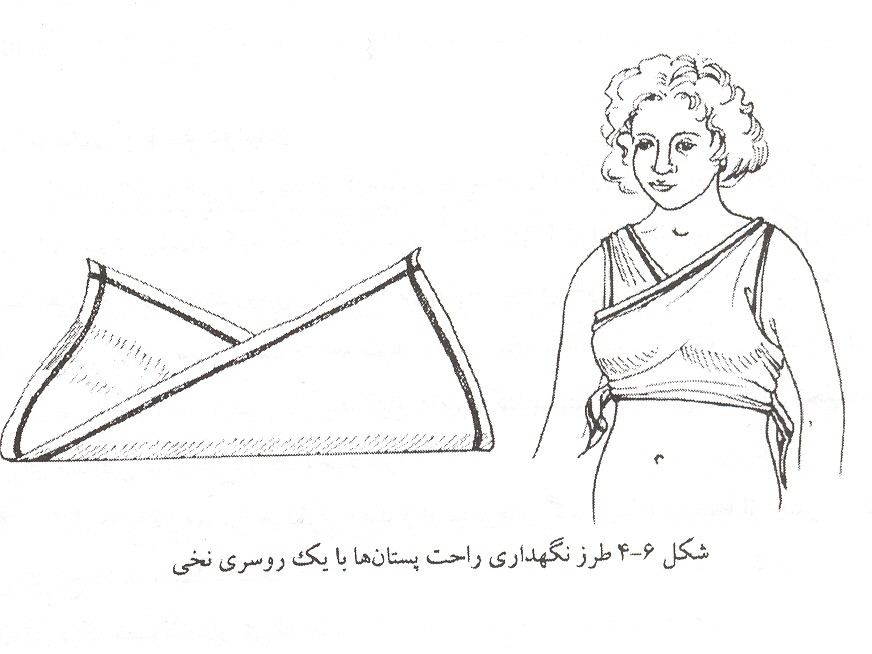 شکل ۶-۴ طرز نگهداری راحت پستان‌ها با یک روسری نخی